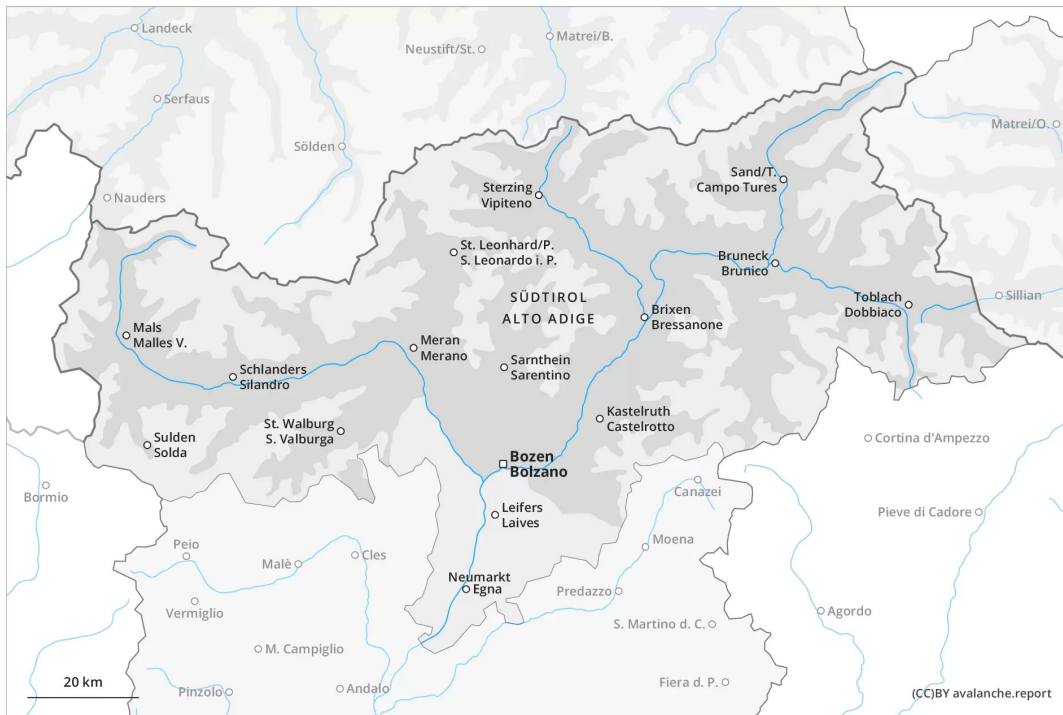 Landeck
Matrei/B.
Neustift/St.
Serfaus
Matrei/O.
Sölden
Sand/T.
Campo Tures
Sterzing
Vipiteno
Nauders
St. Leonhard/P.
S. Leonardo i. P.
Bruneck
Brunico
SÜDTIROL
ALTO ADIGE
Toblach
Dobbiaco
Sillian
Brixen
Bressanone
Mals
Malles V.
Meran
Merano
Sarnthein
Sarentino
Schlanders
Silandro
Kastelruth
Castelrotto
St. Walburg
S. Valburga
Sulden
Solda
Cortina d'Ampezzo
Bozen
Bolzano
Bormio
Canazei
Leifers
Laives
Pieve di Cadore
Peio
Moena
Cles
Malè
Neumarkt
Egna
Predazzo
Vermiglio
Agordo
S. Martino d. C.
M. Campiglio
20 km
Pinzolo
Andalo
Fiera d. P.
(CC)BY avalanche.report